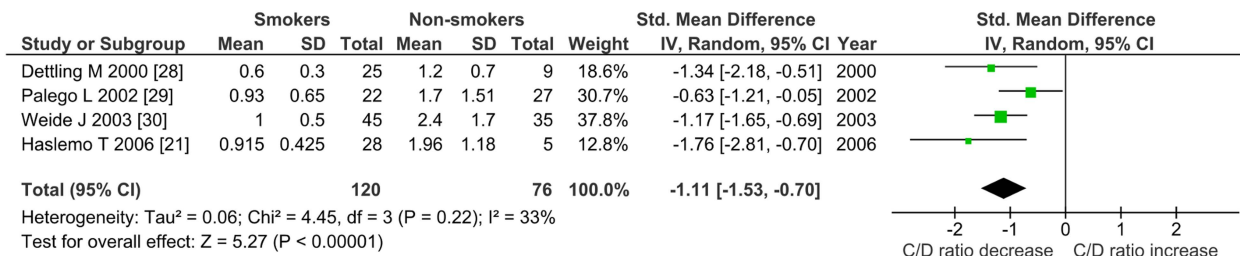 Smokers Non-smokers Std. Mean Difference Std. Mean Difference
Study or Subgroup Mean SD Total Mean SD Total Weight IV, Random, 95% CI Year IV, Random, 95% CI
Dettling M 2000 [28] 0.6 0.3 25 1.2 0.7 9 18.6% -1.34 [-2.18, -0.51] 2000
Palego L 2002 [29] 0.93 0.65 22 1.7 1.51 27 30.7% -0.63 [-1.21, -0.05] 2002
Weide J 2003 [30] 1 0.5 45 2.4 1.7 35 37.8% -1.17 [-1.65, -0.69] 2003
Haslemo T 2006 [21] 0.915 0.425 28 1.96 1.18 5 12.8% -1.76 [-2.81, -0.70] 2006
Total (95% CI) 120 76 100.0% -1.11 [-1.53, -0.70]
Heterogeneity: Tau² = 0.06; Chi² = 4.45, df = 3 (P = 0.22); I² = 33%
Test for overall effect: Z = 5.27 (P < 0.00001)
-2 -1 0 1 2
C/D ratio decrease C/D ratio increase